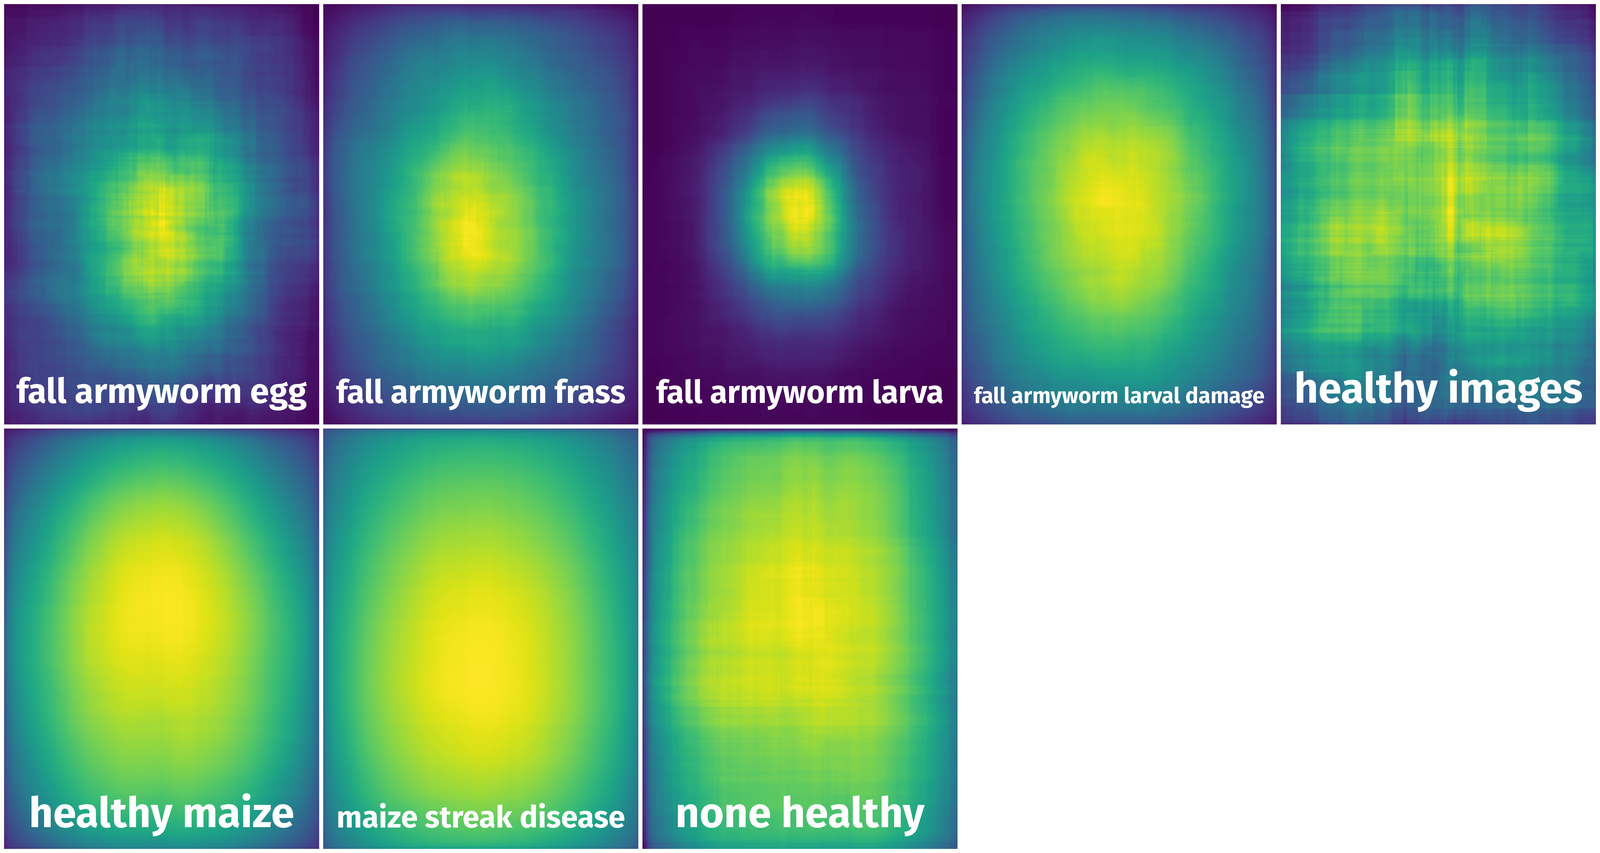 fall armyworm egg
fall armyworm frass
fall armyworm larva
fall armyworm larval damage
healthy images
healthy maize
maize streak disease
none healthy